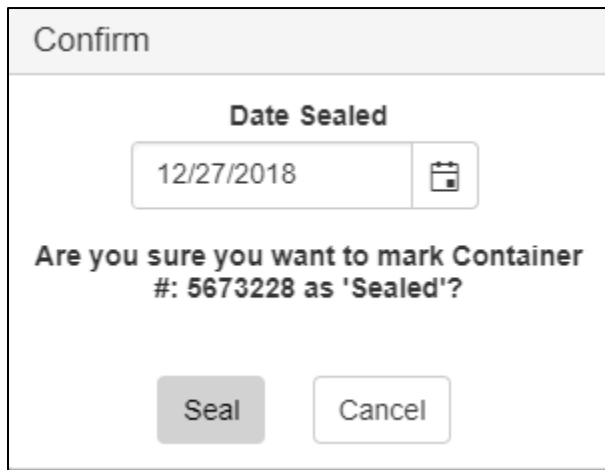 Confirm
Date Sealed
12/27/2018
Are you sure you want to mark Container
#: 5673228 as 'Sealed'?
Seal
Cancel